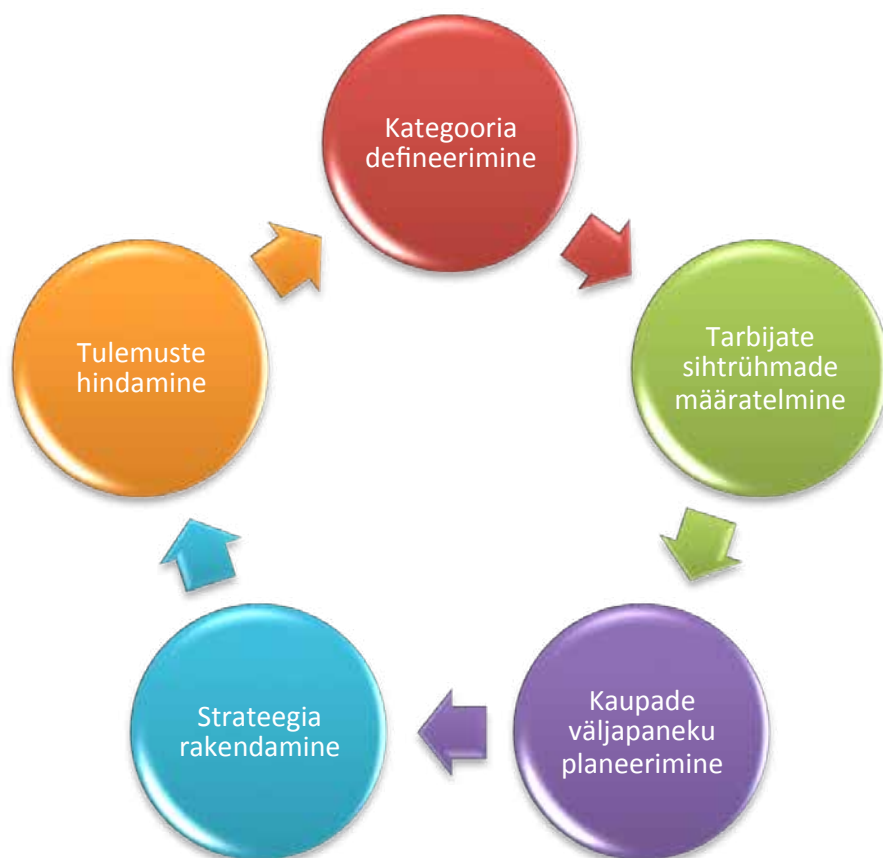 Kategooria
defineerimine
Tarbijate
sihtrühmade
määratelmine
Kaupade
väljapaneku
planeerimine
Strateegia
rakendamine
Tulemuste
hindamine